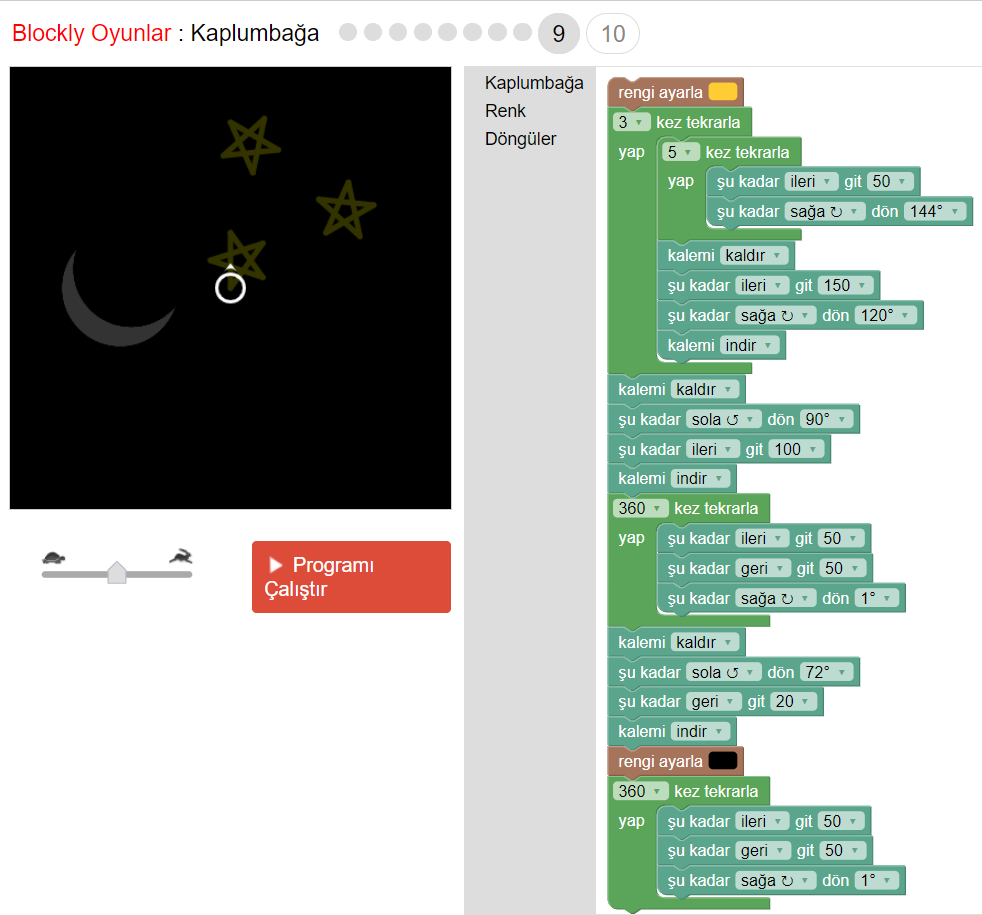 Blockly Oyunlar : Kaplumbağa 9 10
Kaplumbağa
Renk
Döngüler
Programı
Çalıştır
rengi ayarla
3 kez tekrarla
yap 5 kez tekrarla
yap şu kadar ileri git 50
şu kadar sağa ↻ dön 144°
kalemi kaldır
şu kadar ileri git 150
şu kadar sağa ↻ dön 120°
kalemi indir
kalemi kaldır
şu kadar sola ↺ dön 90°
şu kadar ileri git 100
kalemi indir
360 kez tekrarla
yap şu kadar ileri git 50
şu kadar geri git 50
şu kadar sağa ↻ dön 1°
kalemi kaldır
şu kadar sola ↺ dön 72°
şu kadar geri git 20
kalemi indir
rengi ayarla
360 kez tekrarla
yap şu kadar ileri git 50
şu kadar geri git 50
şu kadar sağa ↻ dön 1°